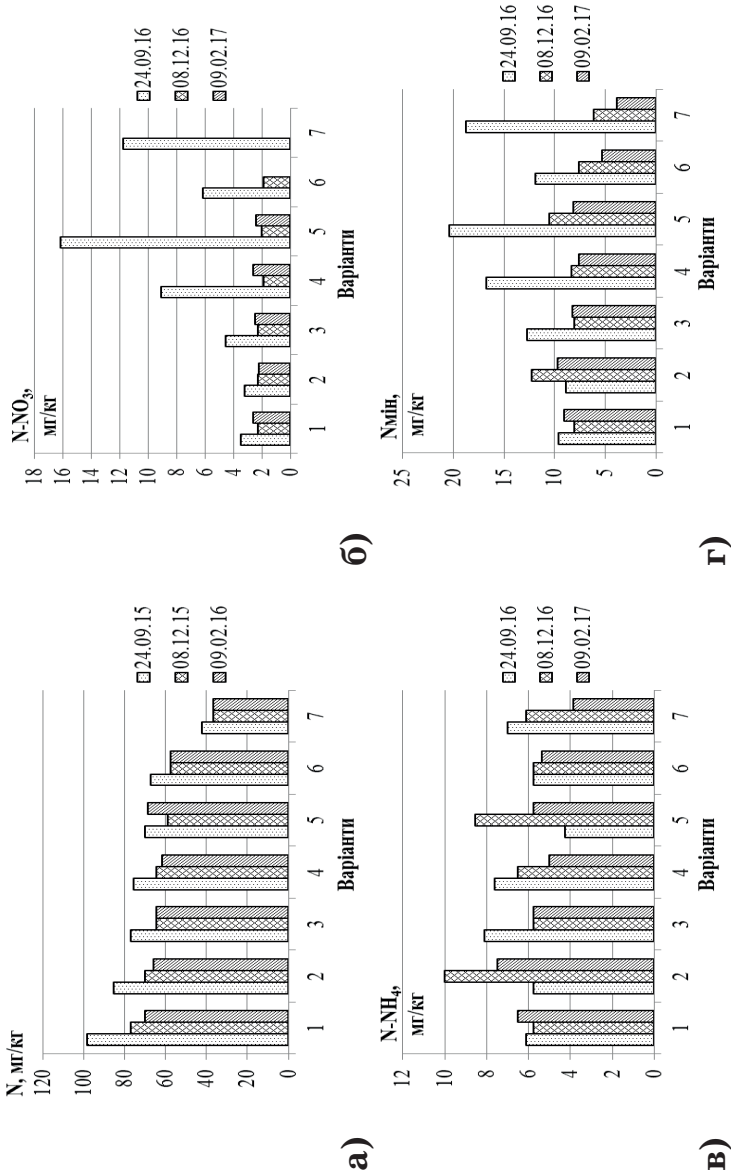 а)
N, мг/кг
120
100
80
60
40
20
0
1 2 3 4 5 6 7
Варіанти
24.09.15
08.12.15
09.02.16
б)
N-NO₃,
мг/кг
18
16
14
12
10
8
6
4
2
0
1 2 3 4 5 6 7
Варіанти
24.09.16
08.12.16
09.02.17
в)
N-NH₄,
мг/кг
12
10
8
6
4
2
0
1 2 3 4 5 6 7
Варіанти
24.09.16
08.12.16
09.02.17
г)
Nмін,
мг/кг
25
20
15
10
5
0
1 2 3 4 5 6 7
Варіанти
24.09.16
08.12.16
09.02.17